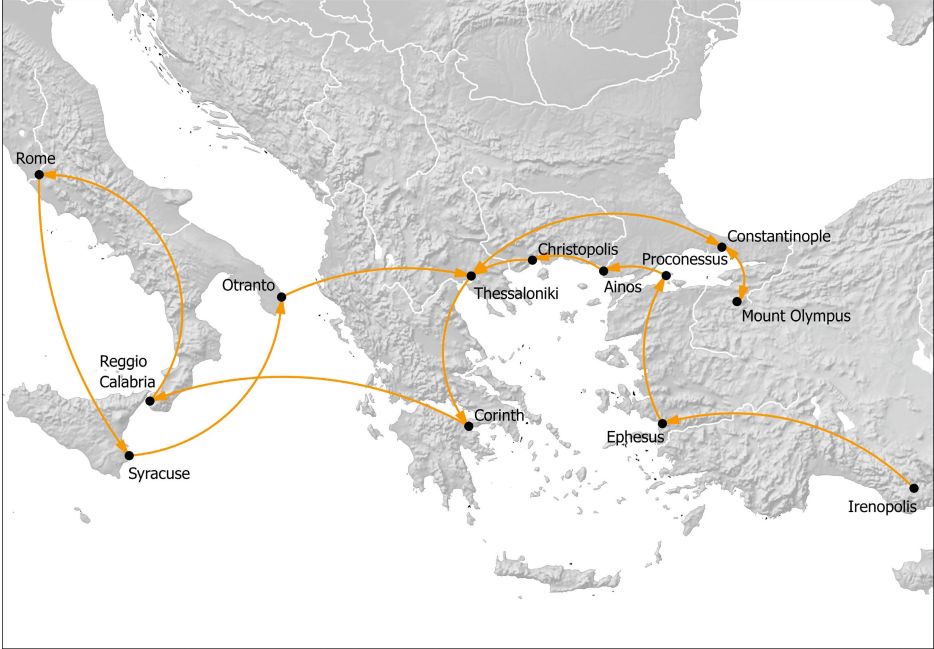 Rome
Constantinople
Christopolis
Proconessus
Otranto
Ainos
Thessaloniki
Mount Olympus
Reggio
Calabria
Corinth
Ephesus
Syracuse
Irenopolis